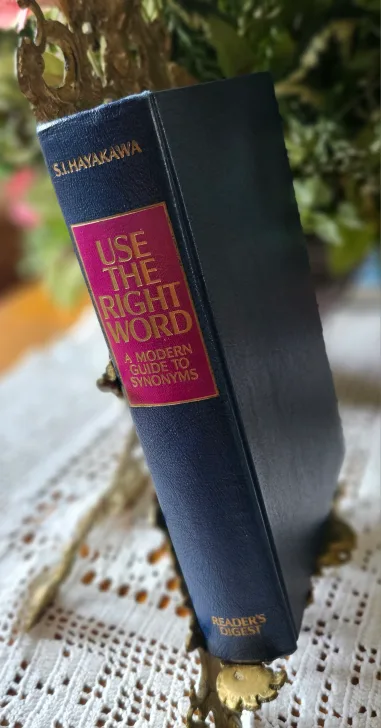 S.I. HAYAKAWA
USE
THE
RIGHT
WORD
A MODERN
GUIDE TO
SYNONYMS
READER'S
DIGEST